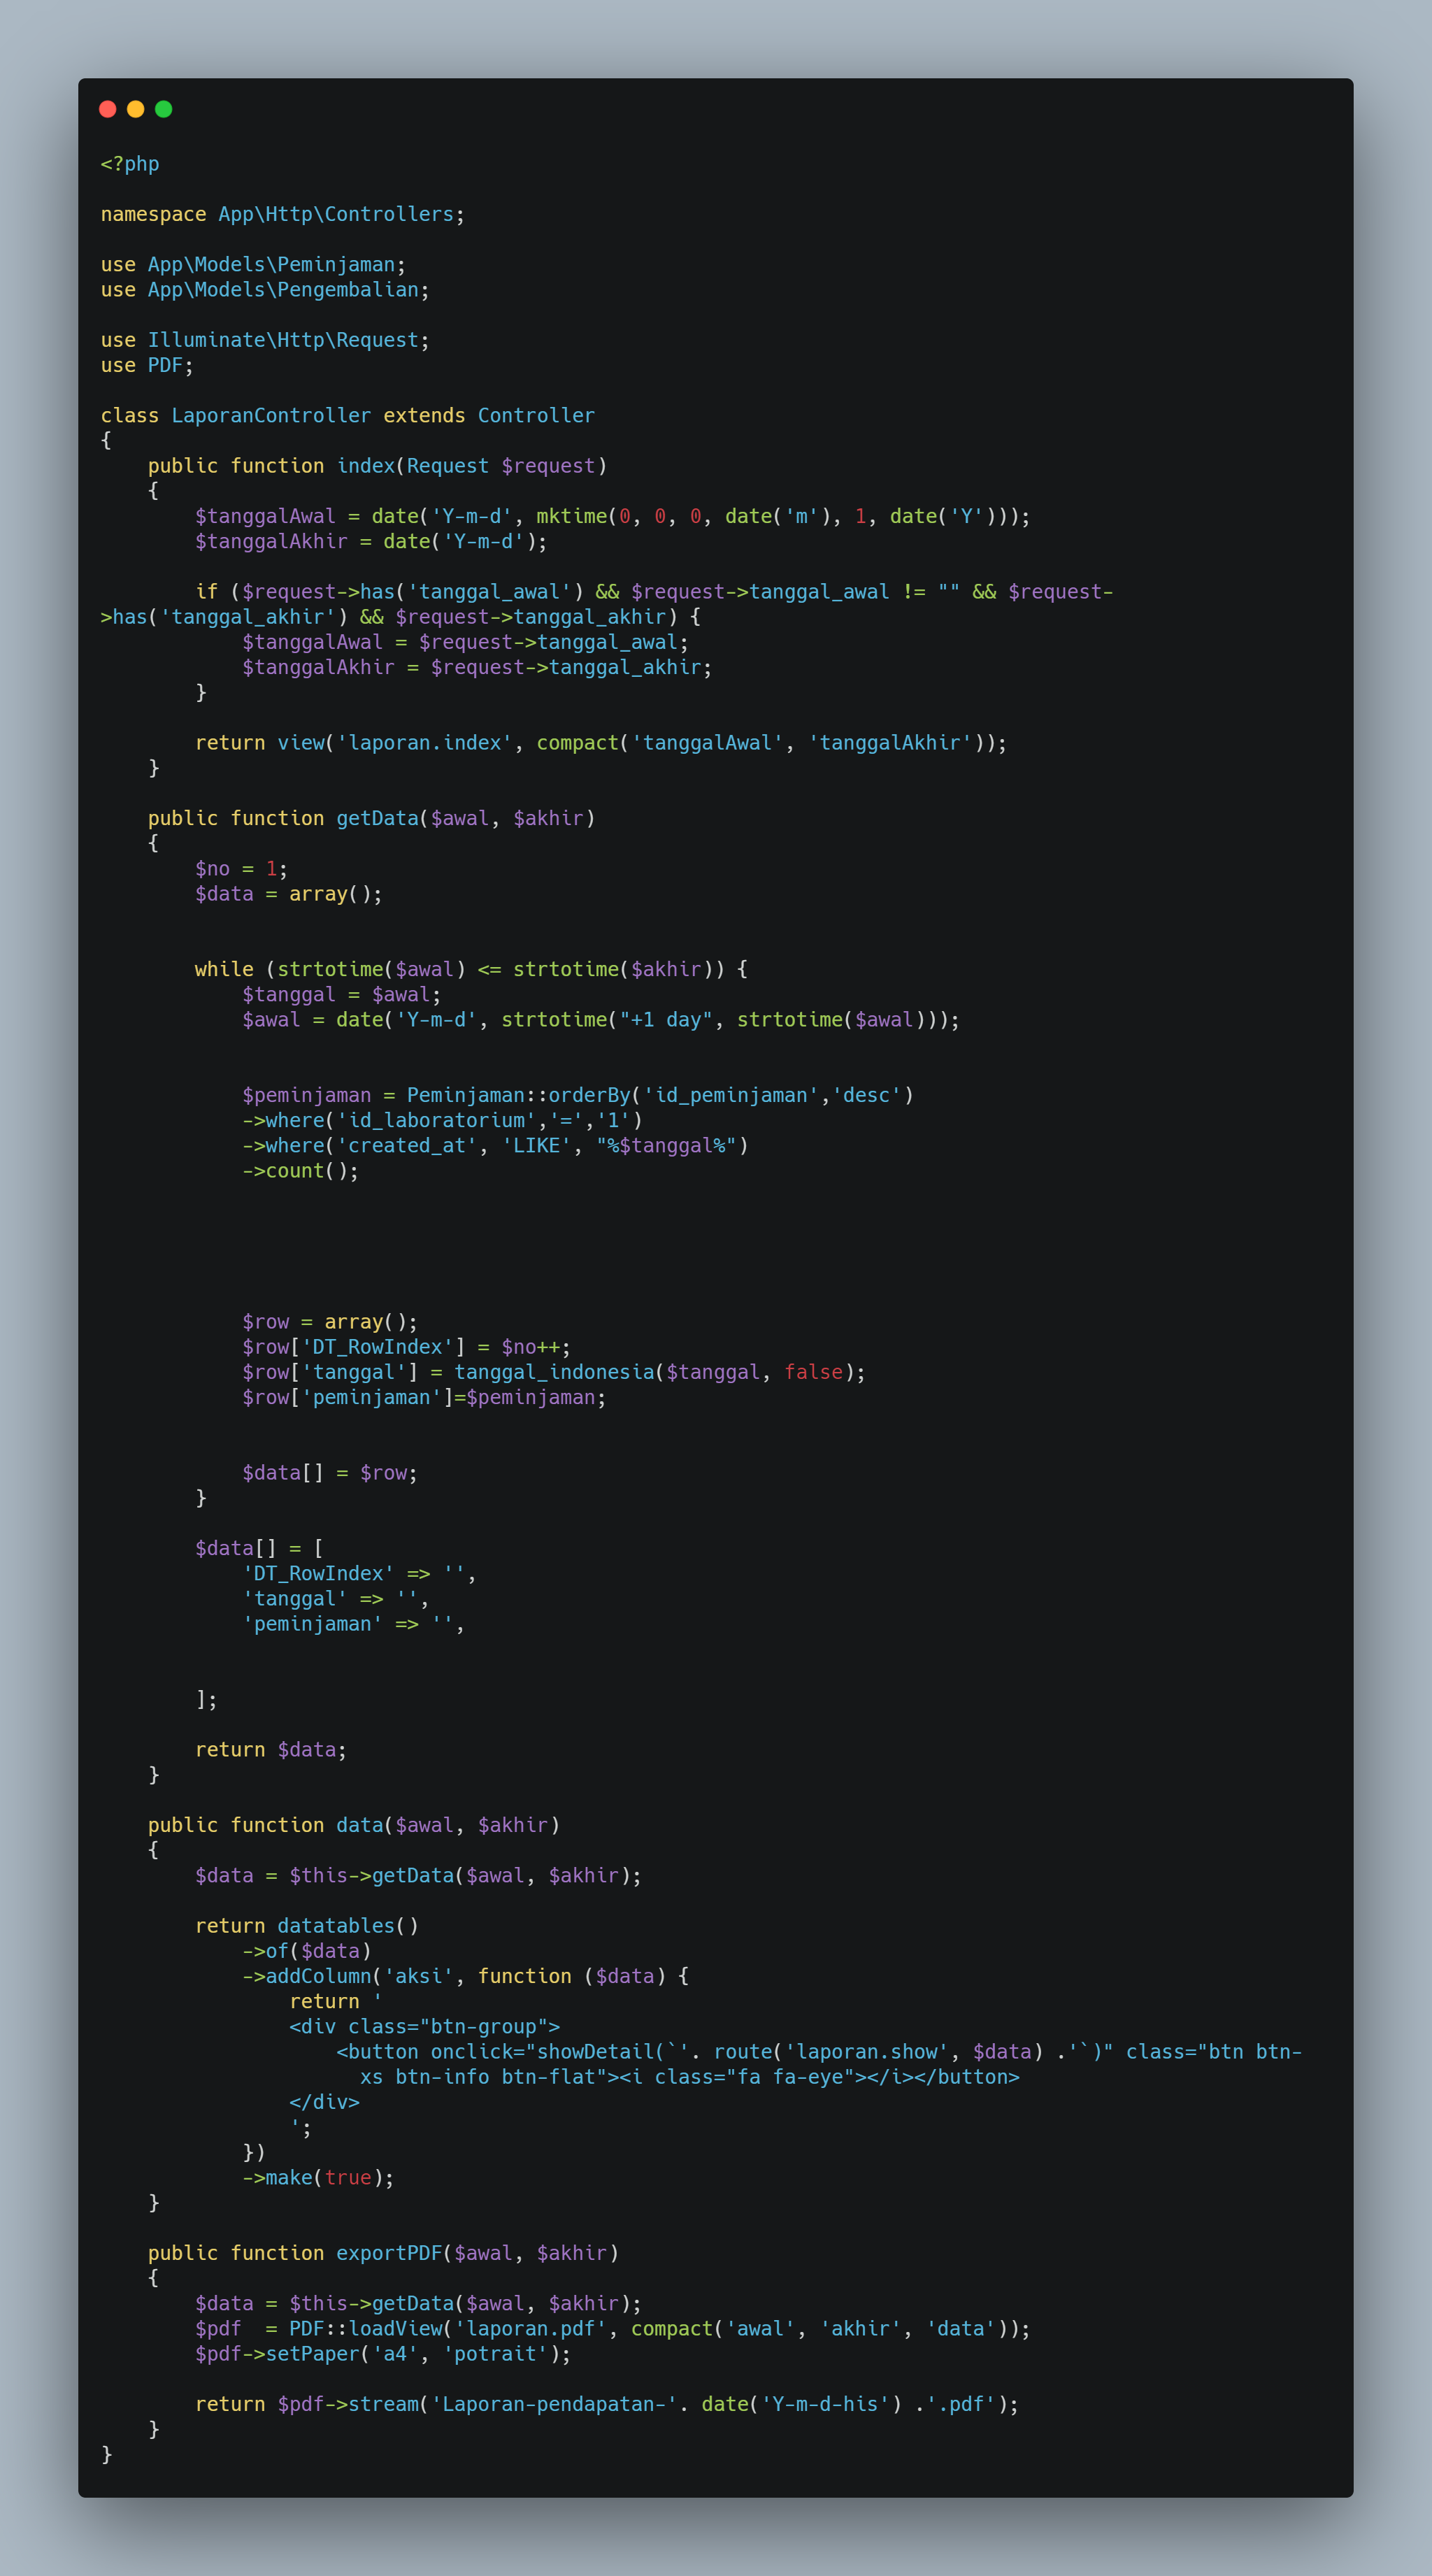 <?php

namespace App\Http\Controllers;

use App\Models\Peminjaman;
use App\Models\Pengembalian;

use Illuminate\Http\Request;
use PDF;

class LaporanController extends Controller
{
    public function index(Request $request)
    {
        $tanggalAwal = date('Y-m-d', mktime(0, 0, 0, date('m'), 1, date('Y')));
        $tanggalAkhir = date('Y-m-d');

        if ($request->has('tanggal_awal') && $request->tanggal_awal != "" && $request-
>has('tanggal_akhir') && $request->tanggal_akhir) {
            $tanggalAwal = $request->tanggal_awal;
            $tanggalAkhir = $request->tanggal_akhir;
        }

        return view('laporan.index', compact('tanggalAwal', 'tanggalAkhir'));
    }

    public function getData($awal, $akhir)
    {
        $no = 1;
        $data = array();


        while (strtotime($awal) <= strtotime($akhir)) {
            $tanggal = $awal;
            $awal = date('Y-m-d', strtotime("+1 day", strtotime($awal)));


            $peminjaman = Peminjaman::orderBy('id_peminjaman','desc')
            ->where('id_laboratorium','=','1')
            ->where('created_at', 'LIKE', "%$tanggal%")
            ->count();





            $row = array();
            $row['DT_RowIndex'] = $no++;
            $row['tanggal'] = tanggal_indonesia($tanggal, false);
            $row['peminjaman']=$peminjaman;


            $data[] = $row;
        }

        $data[] = [
            'DT_RowIndex' => '',
            'tanggal' => '',
            'peminjaman' => '',


        ];

        return $data;
    }

    public function data($awal, $akhir)
    {
        $data = $this->getData($awal, $akhir);

        return datatables()
            ->of($data)
            ->addColumn('aksi', function ($data) {
                return '
                <div class="btn-group">
                    <button onclick="showDetail(`'. route('laporan.show', $data) .'`)" class="btn btn-
                      xs btn-info btn-flat"><i class="fa fa-eye"></i></button>
                </div>
                ';
            })
            ->make(true);
    }

    public function exportPDF($awal, $akhir)
    {
        $data = $this->getData($awal, $akhir);
        $pdf  = PDF::loadView('laporan.pdf', compact('awal', 'akhir', 'data'));
        $pdf->setPaper('a4', 'potrait');

        return $pdf->stream('Laporan-pendapatan-'. date('Y-m-d-his') .'.pdf');
    }
}